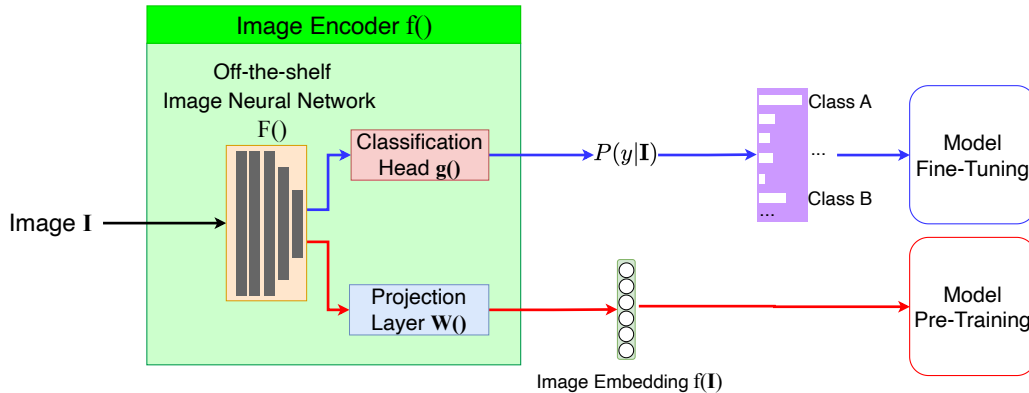 Image Encoder f()
Off-the-shelf
Image Neural Network
F()
Classification
Head g()
P(y|I)
Class A
...
Class B
...
Model
Fine-Tuning
Image I
Projection
Layer W()
Image Embedding f(I)
Model
Pre-Training